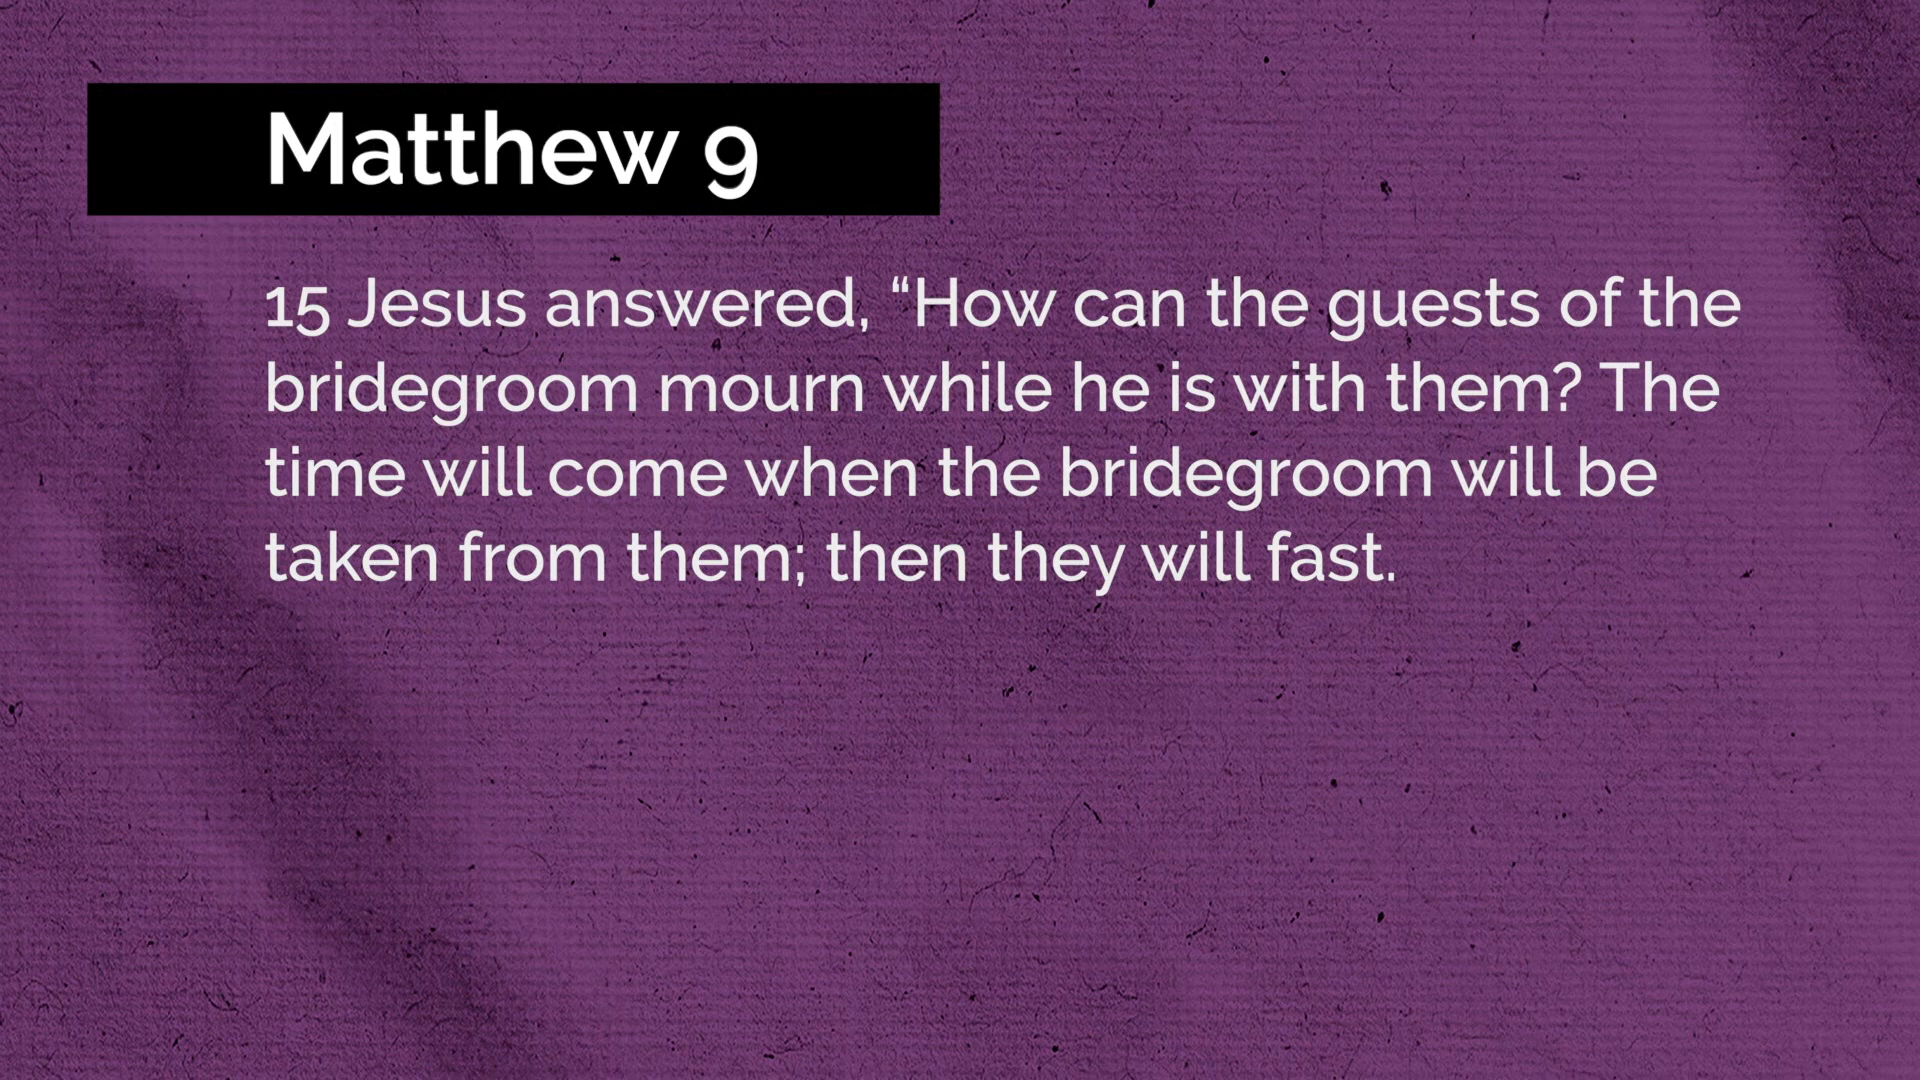 Matthew 9
15 Jesus answered, “How can the guests of the
bridegroom mourn while he is with them? The
time will come when the bridegroom will be
taken from them; then they will fast.